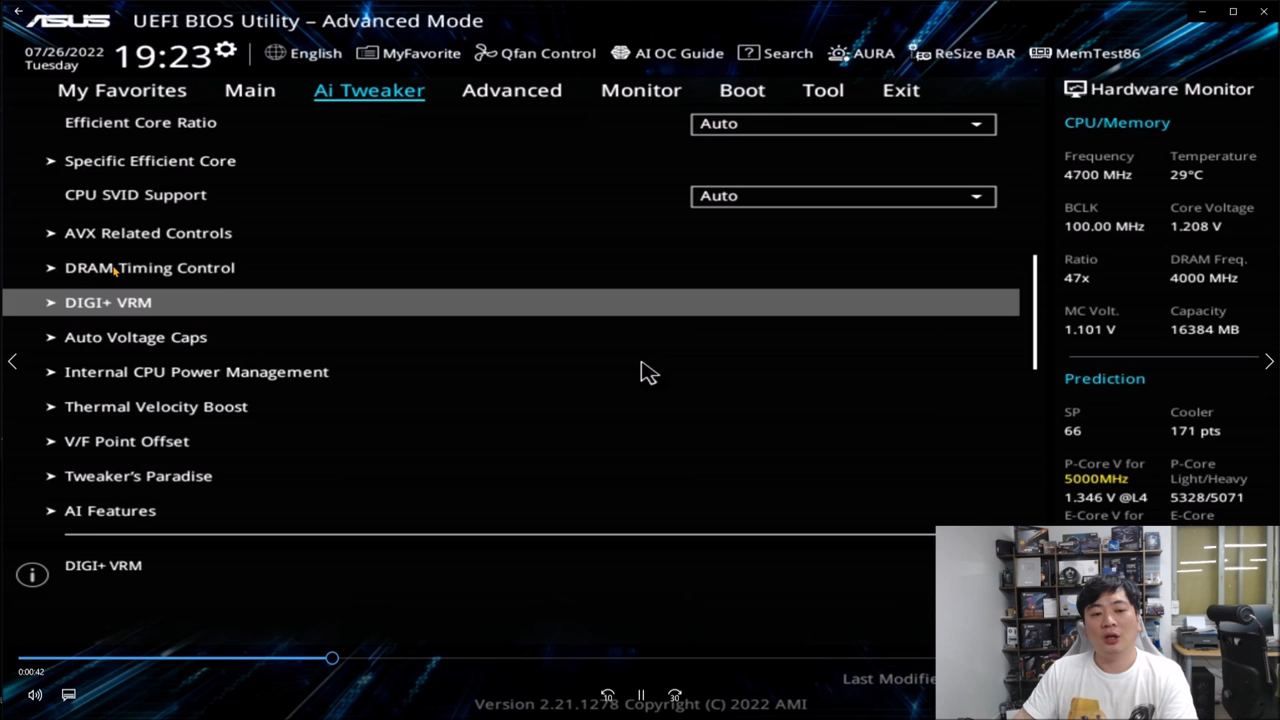 ASUS UEFI BIOS Utility – Advanced Mode
07/26/2022
Tuesday
19:23
English
MyFavorite
Qfan Control
AI OC Guide
? Search
AURA
ReSize BAR
MemTest86
My Favorites
Main
Ai Tweaker
Advanced
Monitor
Boot
Tool
Exit
Efficient Core Ratio
Auto
Specific Efficient Core
CPU SVID Support
Auto
AVX Related Controls
DRAM Timing Control
DIGI+ VRM
Auto Voltage Caps
Internal CPU Power Management
Thermal Velocity Boost
V/F Point Offset
Tweaker's Paradise
AI Features
i
DIGI+ VRM
Hardware Monitor
CPU/Memory
Frequency Temperature
4700 MHz 29°C
BCLK Core Voltage
100.00 MHz 1.208 V
Ratio DRAM Freq.
47x 4000 MHz
MC Volt. Capacity
1.101 V 16384 MB
Prediction
SP Cooler
66 171 pts
P-Core V for P-Core
5000MHz Light/Heavy
1.346 V @L4 5328/5071
E-Core V for E-Core
0:00:42
10
30
Last Modifie
Version 2.21.1278 Copyright (C) 2022 AMI